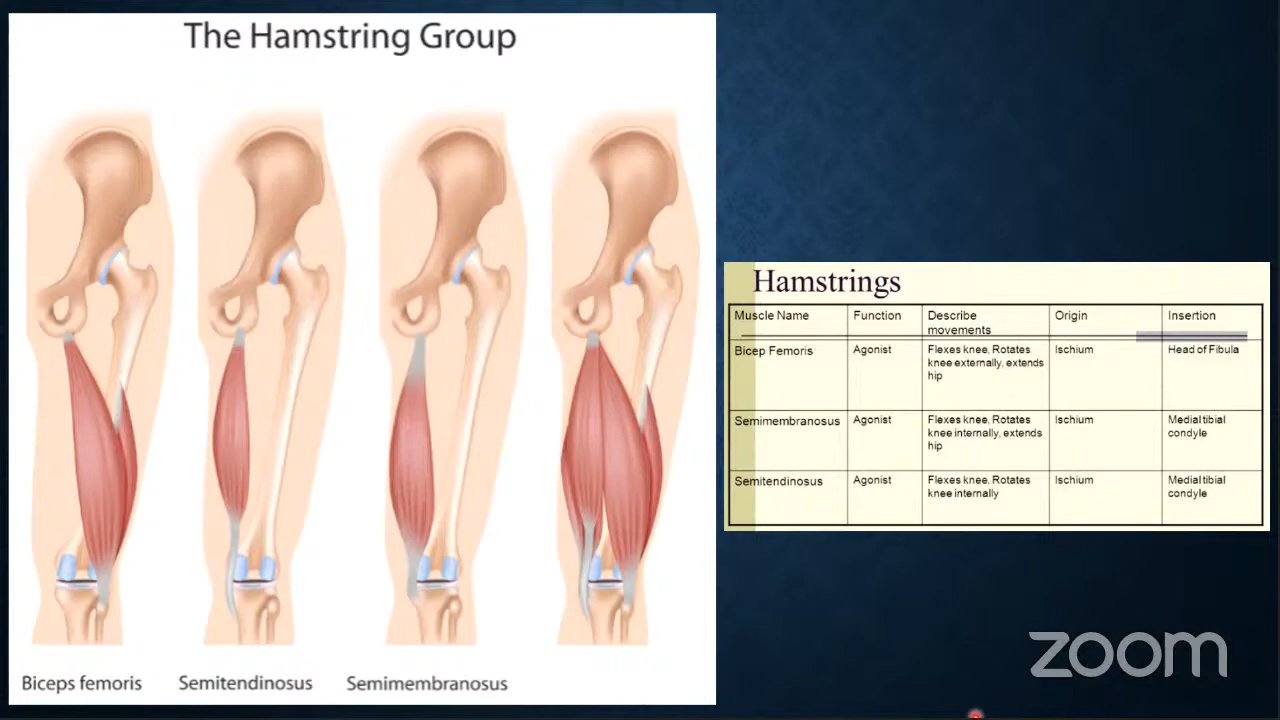 The Hamstring Group
Biceps femoris
Semitendinosus
Semimembranosus
Hamstrings
Muscle Name
Function
Describe
movements
Origin
Insertion
Bicep Femoris
Agonist
Flexes knee, Rotates
knee externally, extends
hip
Ischium
Head of Fibula
Semimembranosus
Agonist
Flexes knee, Rotates
knee internally, extends
hip
Ischium
Medial tibial
condyle
Semitendinosus
Agonist
Flexes knee, Rotates
knee internally
Ischium
Medial tibial
condyle
zoom